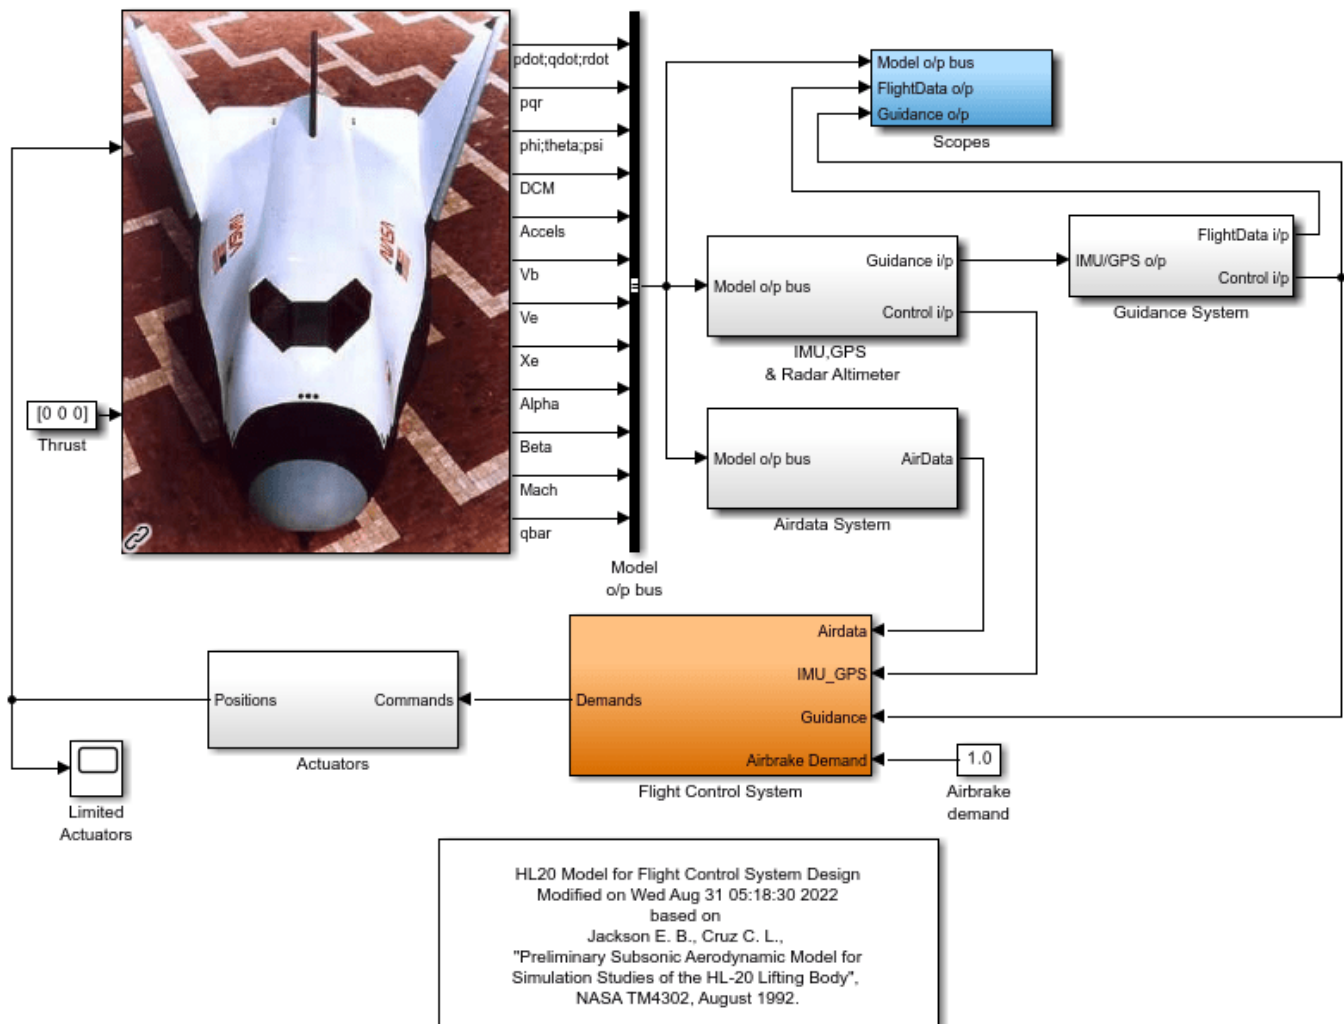 pdot;qdot;rdot
pqr
phi;theta;psi
DCM
Accels
Vb
Ve
Xe
Alpha
Beta
Mach
qbar
NASA
[0 0 0]
Thrust
Model
o/p bus
Model o/p bus
FlightData o/p
Guidance o/p
Scopes
Guidance i/p
Model o/p bus
Control i/p
IMU,GPS
& Radar Altimeter
FlightData i/p
IMU/GPS o/p
Control i/p
Guidance System
Model o/p bus AirData
Airdata System
Airdata
IMU_GPS
Demands
Guidance
Airbrake Demand
Flight Control System
1.0
Airbrake
demand
Positions Commands
Actuators
Limited
Actuators
HL20 Model for Flight Control System Design
Modified on Wed Aug 31 05:18:30 2022
based on
Jackson E. B., Cruz C. L.,
"Preliminary Subsonic Aerodynamic Model for
Simulation Studies of the HL-20 Lifting Body",
NASA TM4302, August 1992.